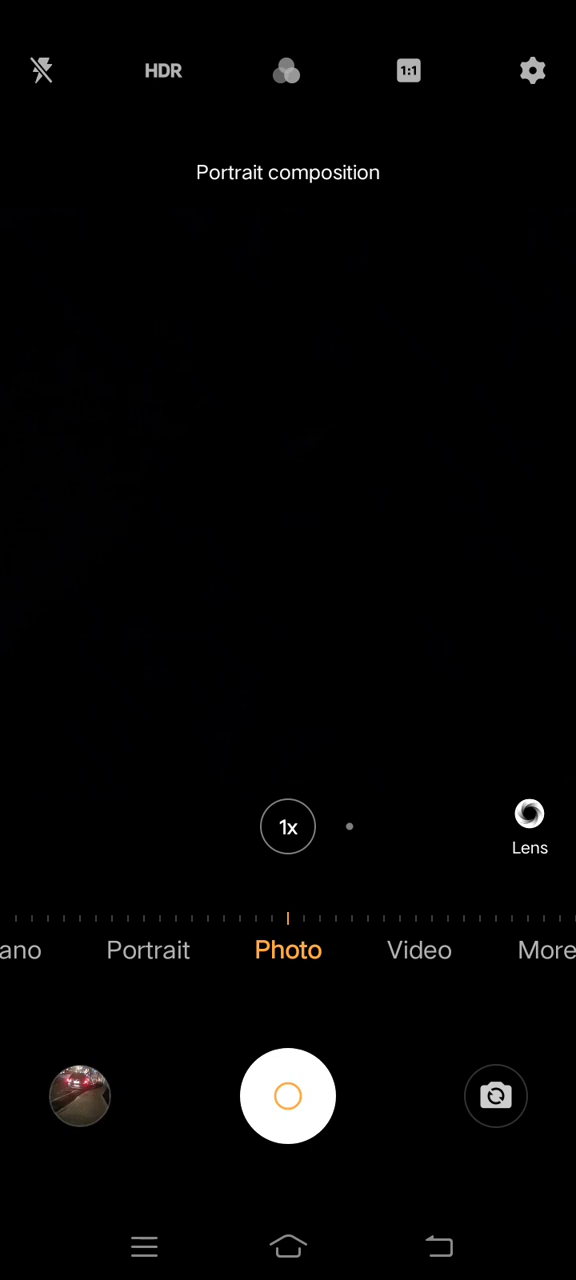 HDR
1:1
Portrait composition
1x
Lens
ano
Portrait
Photo
Video
More